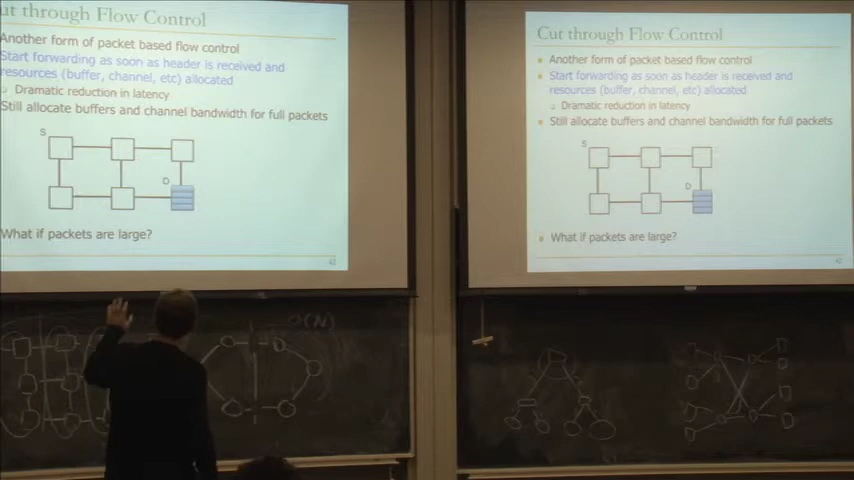 ut through Flow Control
Another form of packet based flow control
Start forwarding as soon as header is received and
resources (buffer, channel, etc) allocated
Dramatic reduction in latency
Still allocate buffers and channel bandwidth for full packets
S
D
What if packets are large?
42
O(N)
Cut through Flow Control
Another form of packet based flow control
Start forwarding as soon as header is received and
resources (buffer, channel, etc) allocated
Dramatic reduction in latency
Still allocate buffers and channel bandwidth for full packets
S
D
What if packets are large?
42